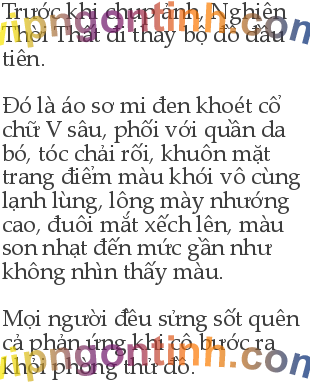 Trước khi chụp ảnh, Nghiên
Thời Thất đi thay bộ đồ đầu
tiên.
Đó là áo sơ mi đen khoét cổ
chữ V sâu, phối với quần da
bó, tóc chải rối, khuôn mặt
trang điểm màu khói vô cùng
lạnh lùng, lông mày nhướng
cao, đuôi mắt xếch lên, màu
son nhạt đến mức gần như
không nhìn thấy màu.
Mọi người đều sửng sốt quên
cả phản ứng khi cô bước ra
khỏi phòng thử đồ.
vipngontinh.com
vipngontinh.com